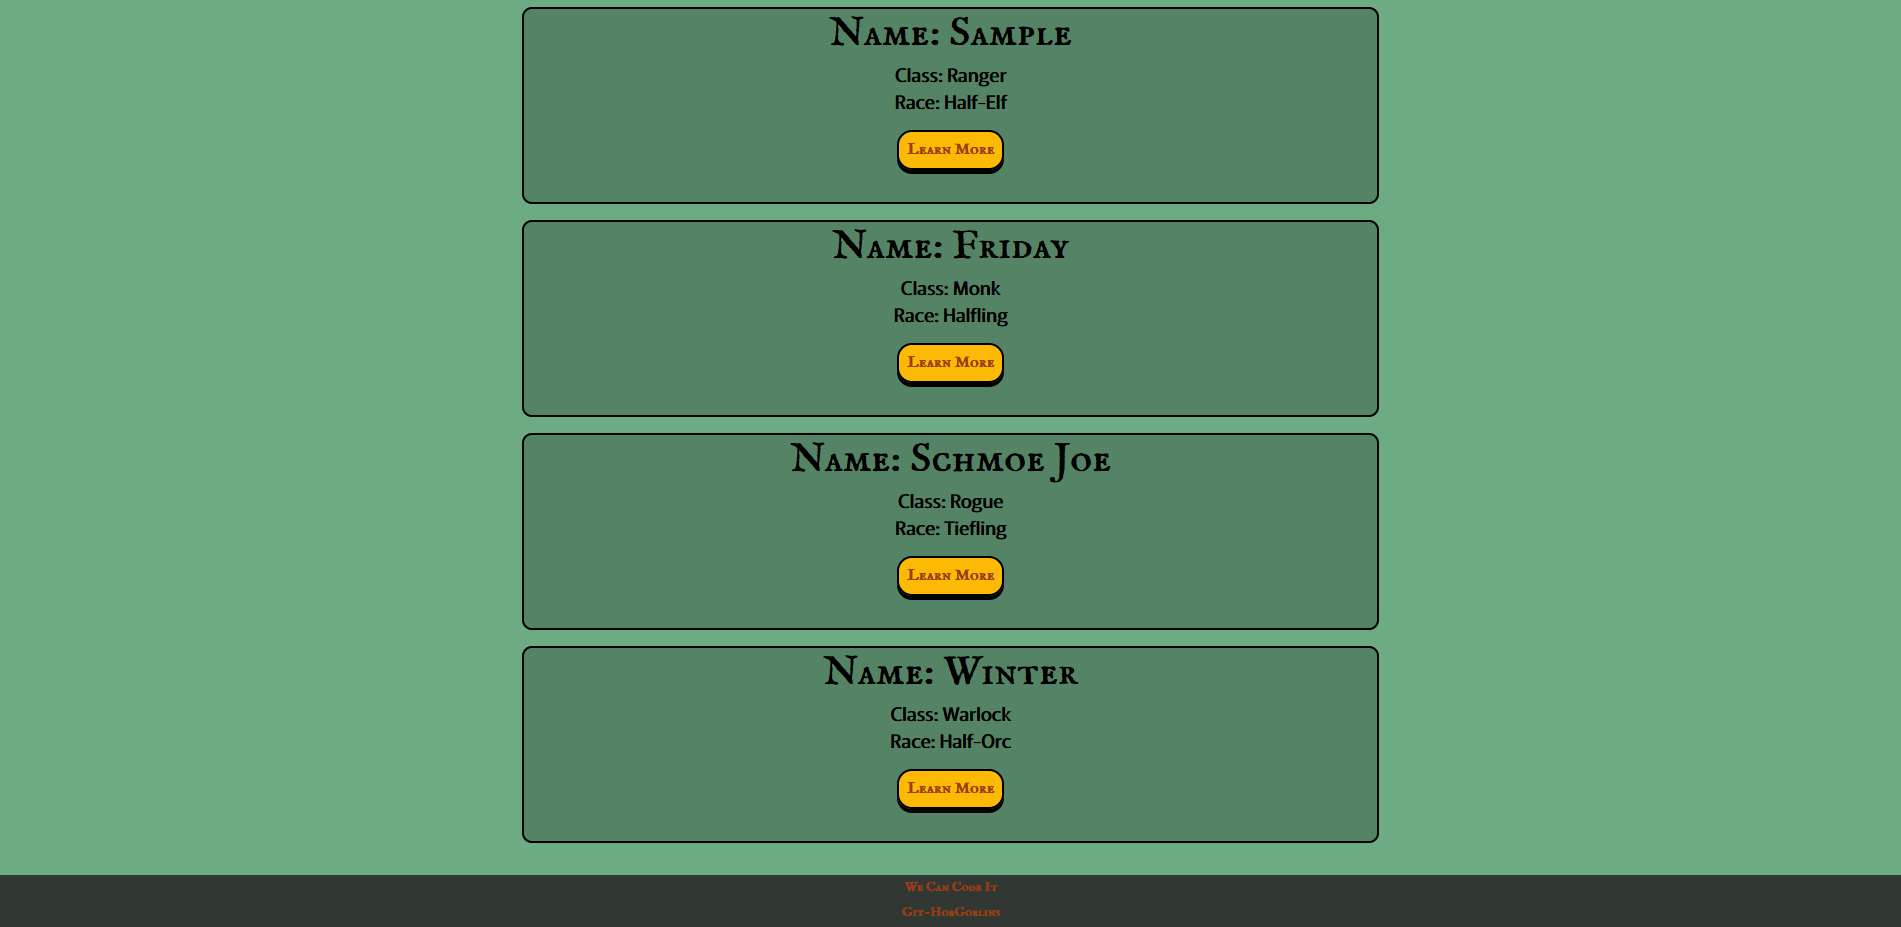 Name: Sample
Class: Ranger
Race: Half-Elf
Learn More
Name: Friday
Class: Monk
Race: Halfling
Learn More
Name: Schmoe Joe
Class: Rogue
Race: Tiefling
Learn More
Name: Winter
Class: Warlock
Race: Half-Orc
Learn More
We Can Code It
Git-HobGoblins